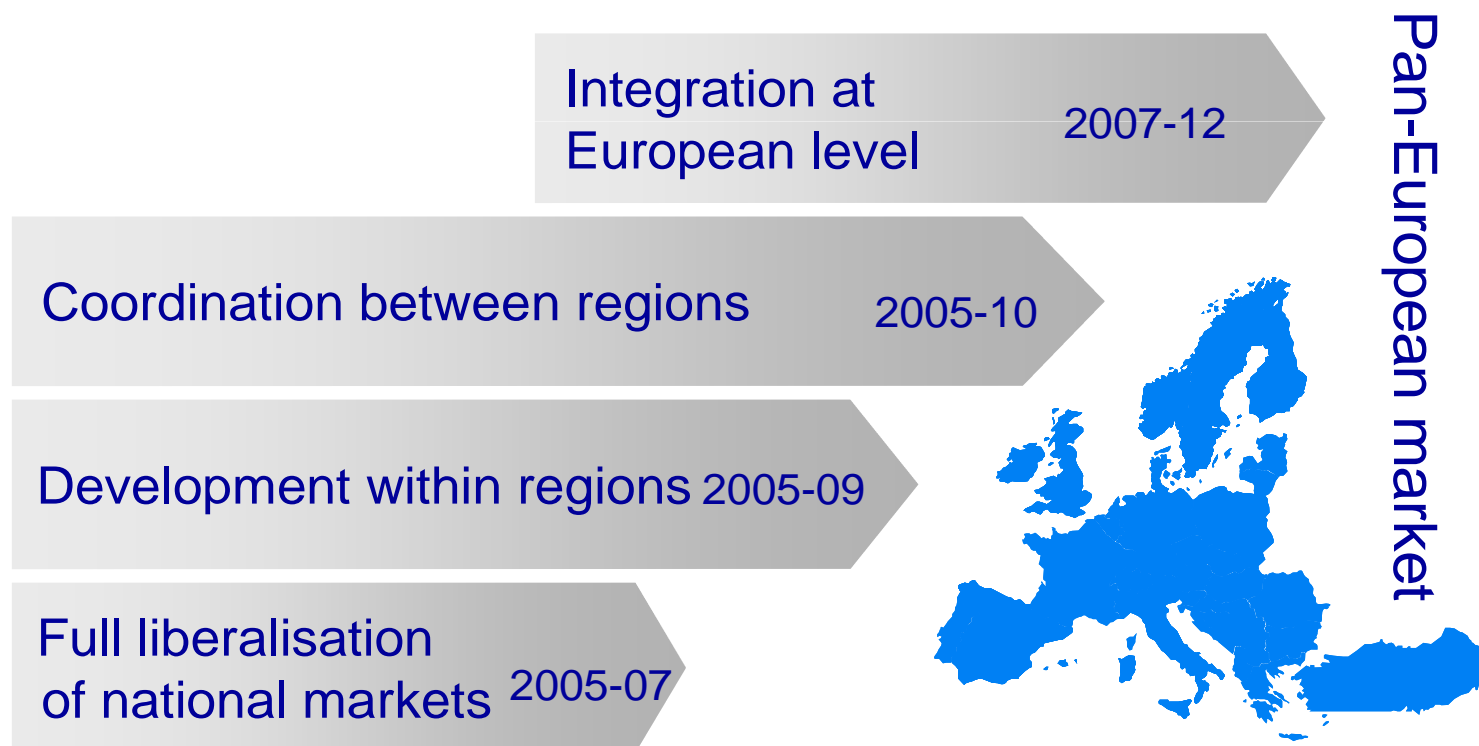 Integration at
European level
2007-12
Coordination between regions
2005-10
Development within regions
2005-09
Full liberalisation
of national markets
2005-07
Pan-European market